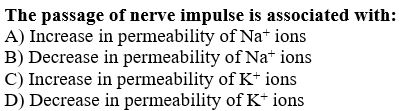 The passage of nerve impulse is associated with:
A) Increase in permeability of Na⁺ ions
B) Decrease in permeability of Na⁺ ions
C) Increase in permeability of K⁺ ions
D) Decrease in permeability of K⁺ ions